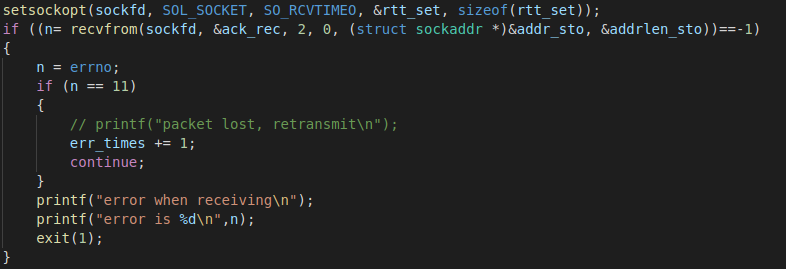 setsockopt(sockfd, SOL_SOCKET, SO_RCVTIMEO, &rtt_set, sizeof(rtt_set));
if ((n= recvfrom(sockfd, &ack_rec, 2, 0, (struct sockaddr *)&addr_sto, &addrlen_sto))==-1)
{
    n = errno;
    if (n == 11)
    {
        // printf("packet lost, retransmit\n");
        err_times += 1;
        continue;
    }
    printf("error when receiving\n");
    printf("error is %d\n",n);
    exit(1);
}